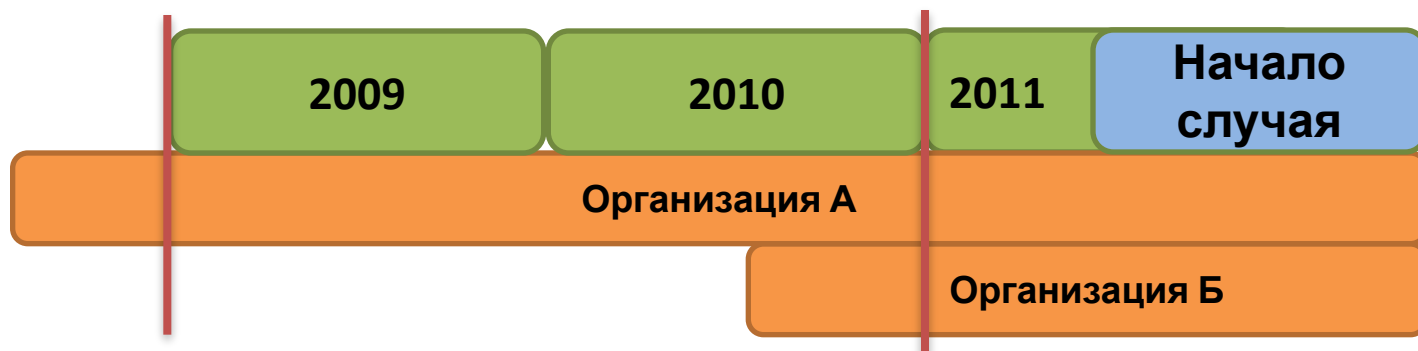 2009
2010
2011
Начало
случая
Организация А
Организация Б